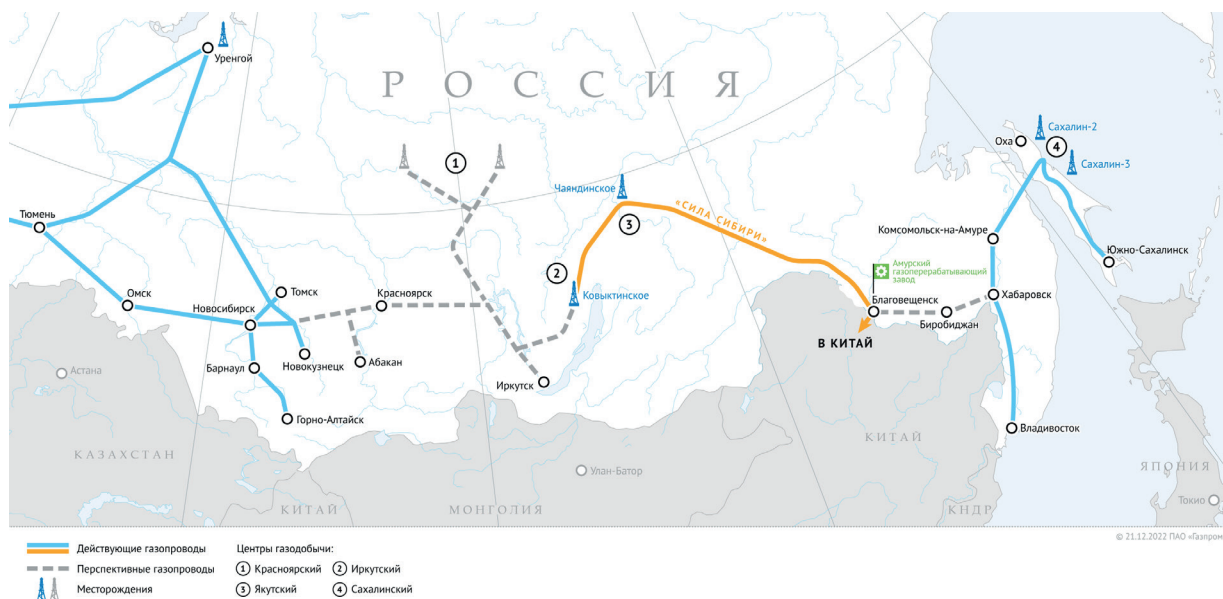 Уренгой
РОССИЯ
Сахалин-2
Оха
4
Сахалин-3
1
Чаяндинское
«СИЛА СИБИРИ»
3
Тюмень
Комсомольск-на-Амуре
Южно-Сахалинск
2
Амурский
газоперерабатывающий
завод
Омск
Томск
Новосибирск
Красноярск
Ковыктинское
Благовещенск
Хабаровск
Биробиджан
В КИТАЙ
Астана
Барнаул
Новокузнецк
Абакан
Иркутск
Горно-Алтайск
Владивосток
КИТАЙ
КАЗАХСТАН
Улан-Батор
ЯПОНИЯ
Токио
КИТАЙ
МОНГОЛИЯ
КНДР
© 21.12.2022 ПАО «Газпром
Действующие газопроводы
Перспективные газопроводы
Месторождения
Центры газодобычи:
1 Красноярский
2 Иркутский
3 Якутский
4 Сахалинский